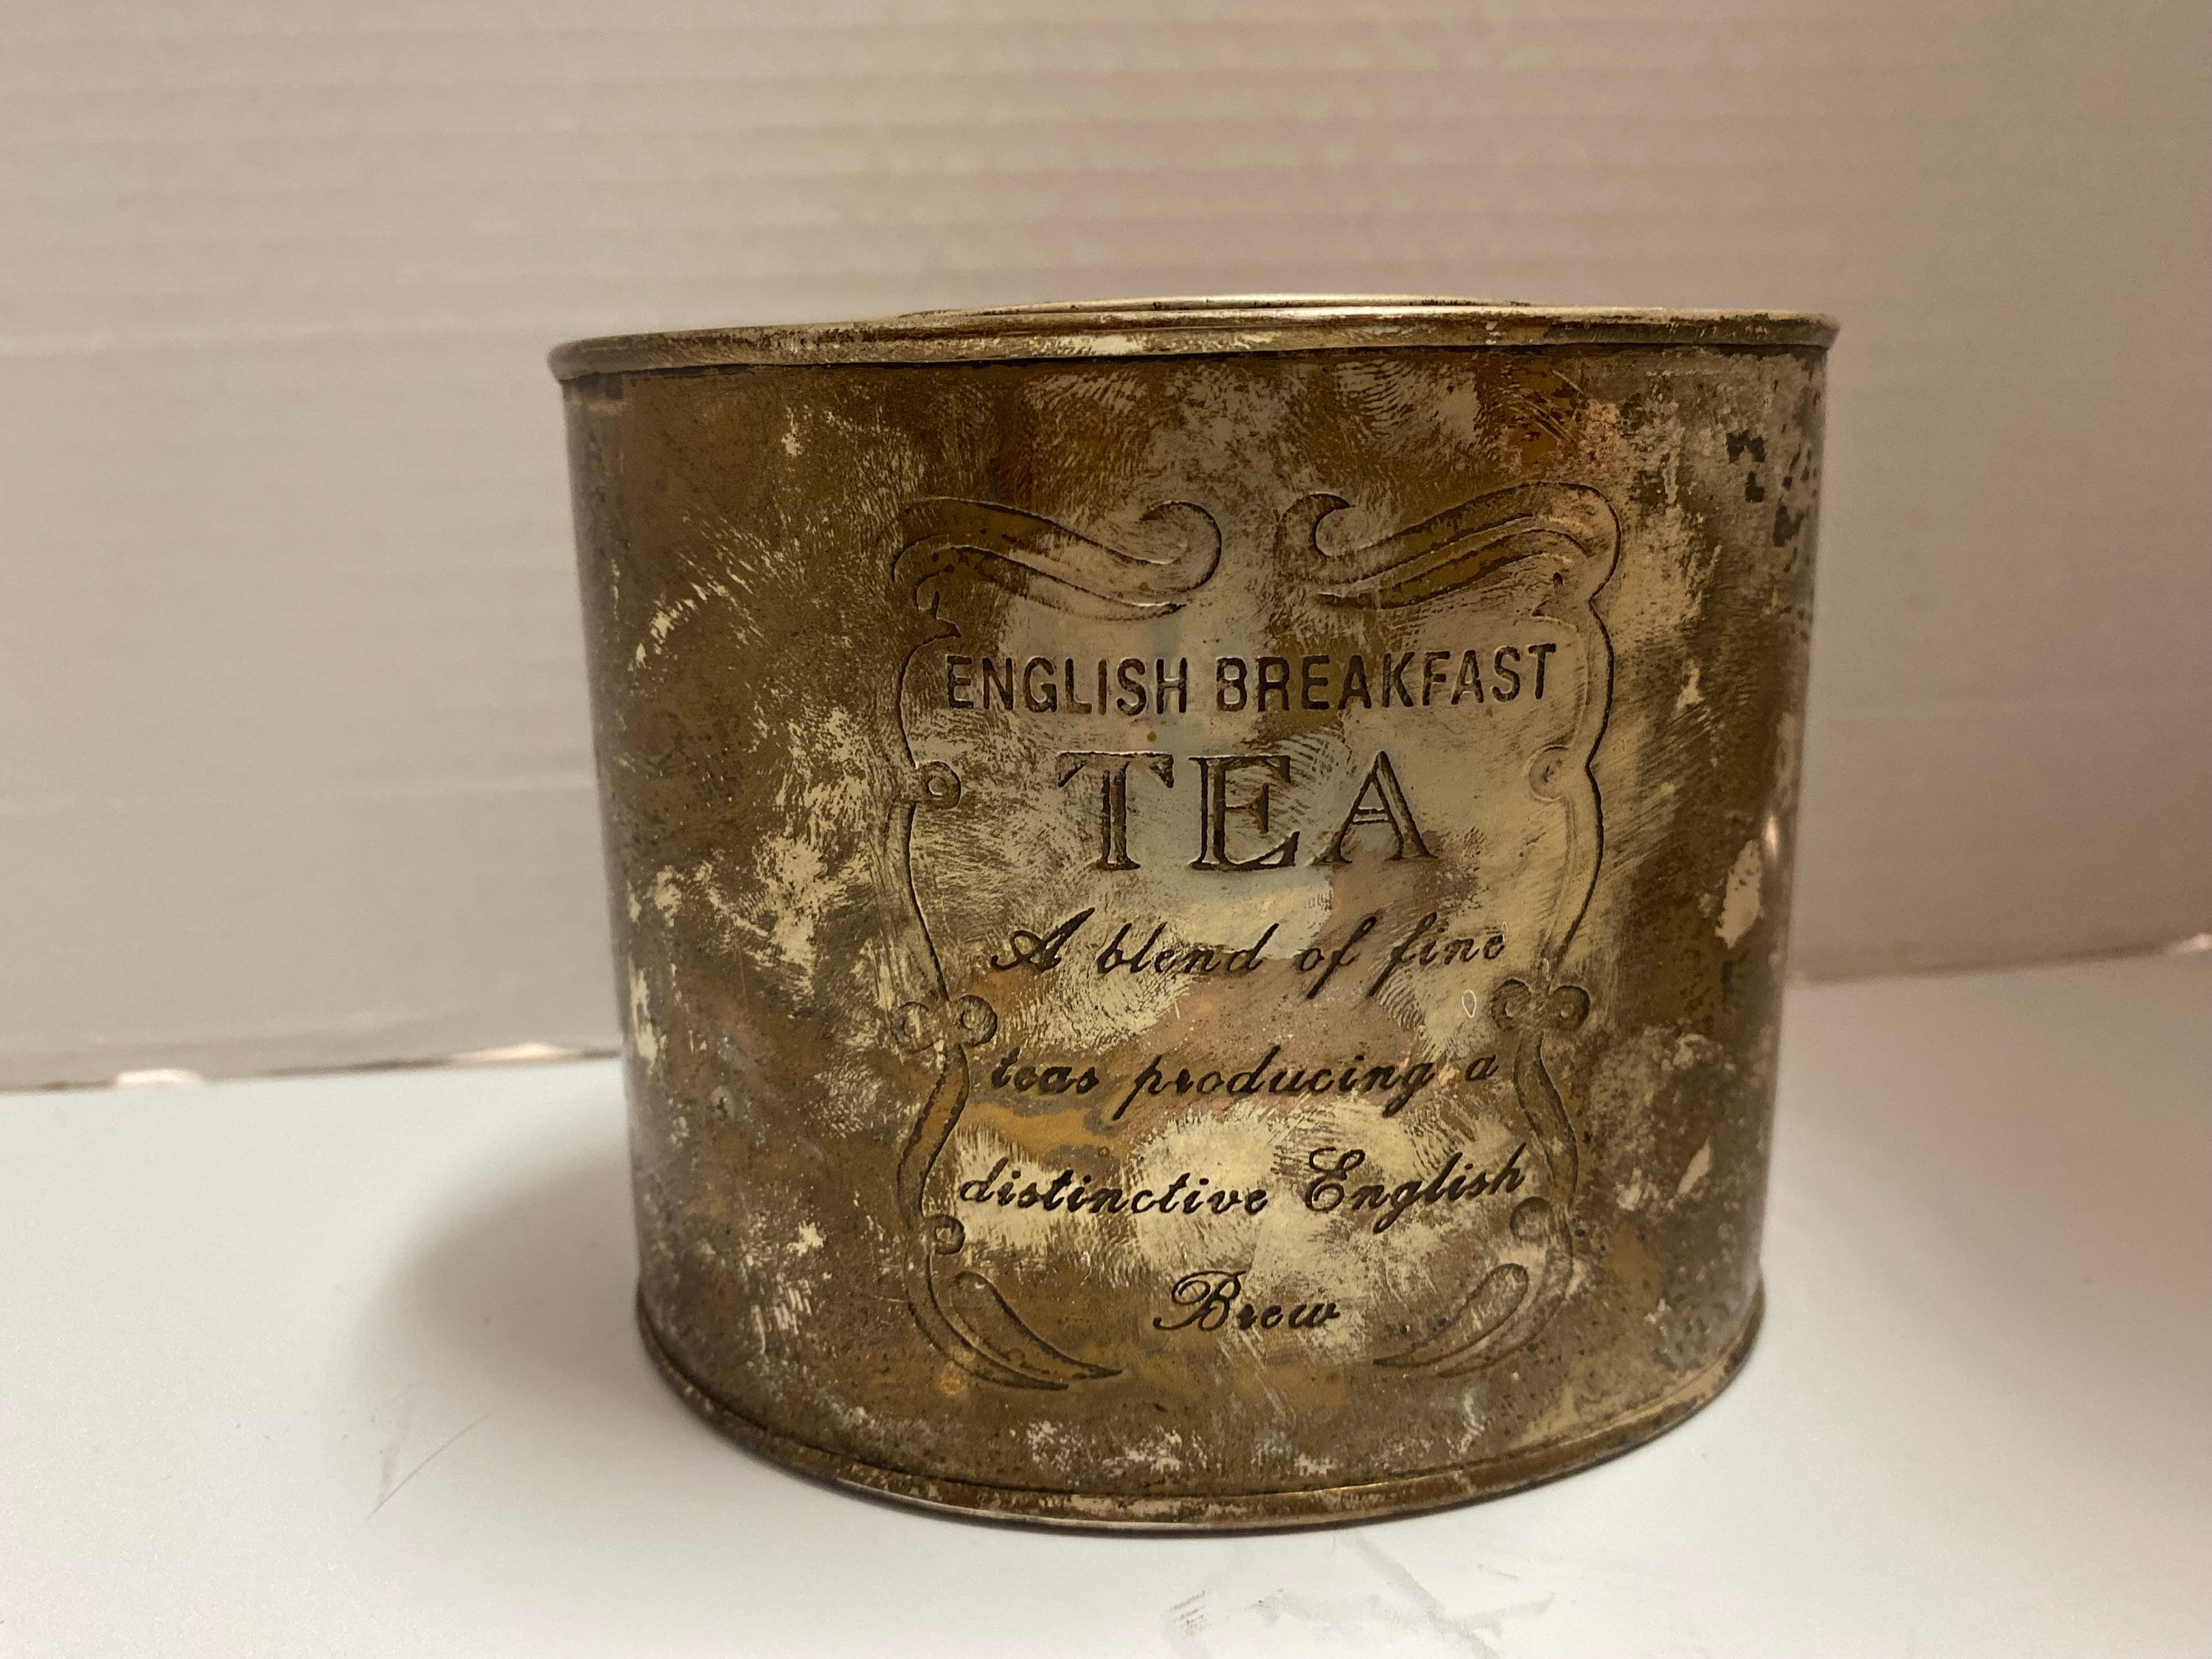 ENGLISH BREAKFAST
TEA
A blend of fine
teas producing a
distinctive English
Brew